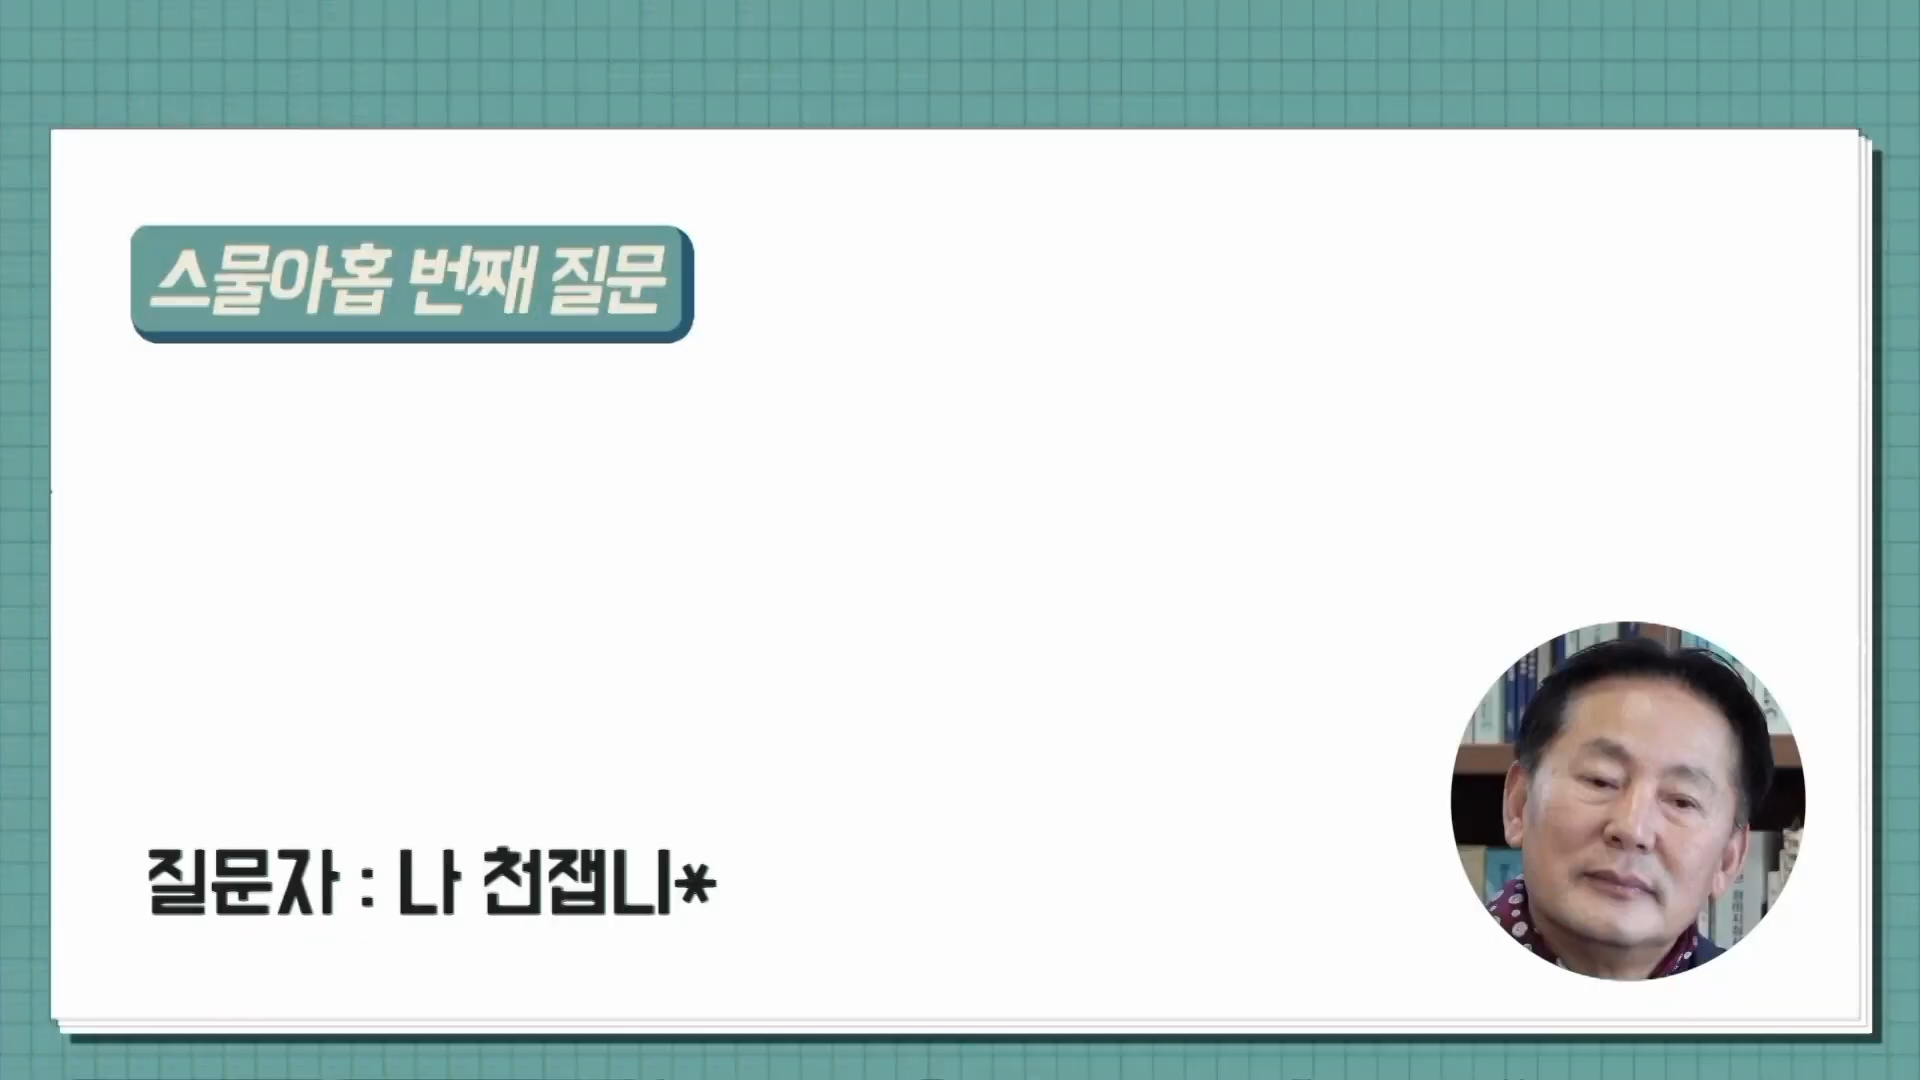 스물아홉 번째 질문
질문자 : 나 천잽니*